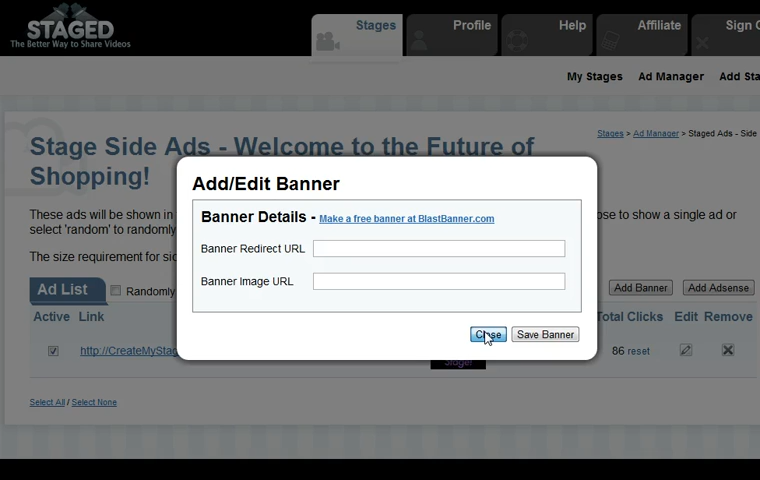 STAGED
The Better Way to Share Videos
Stages
Profile
Help
Affiliate
Sign
My Stages
Ad Manager
Add Sta
Stage Side Ads - Welcome to the Future of
Shopping!
Stages > Ad Manager > Staged Ads - Side
These ads will be shown in
ose to show a single ad or
select 'random' to randomly
The size requirement for sid
Add/Edit Banner
Banner Details - Make a free banner at BlastBanner.com
Banner Redirect URL
Banner Image URL
Close
Save Banner
Ad List
Randomly
Add Banner
Add Adsense
Active
Link
Total Clicks
Edit
Remove
http://CreateMyStag
Stage!
86 reset
Select All / Select None